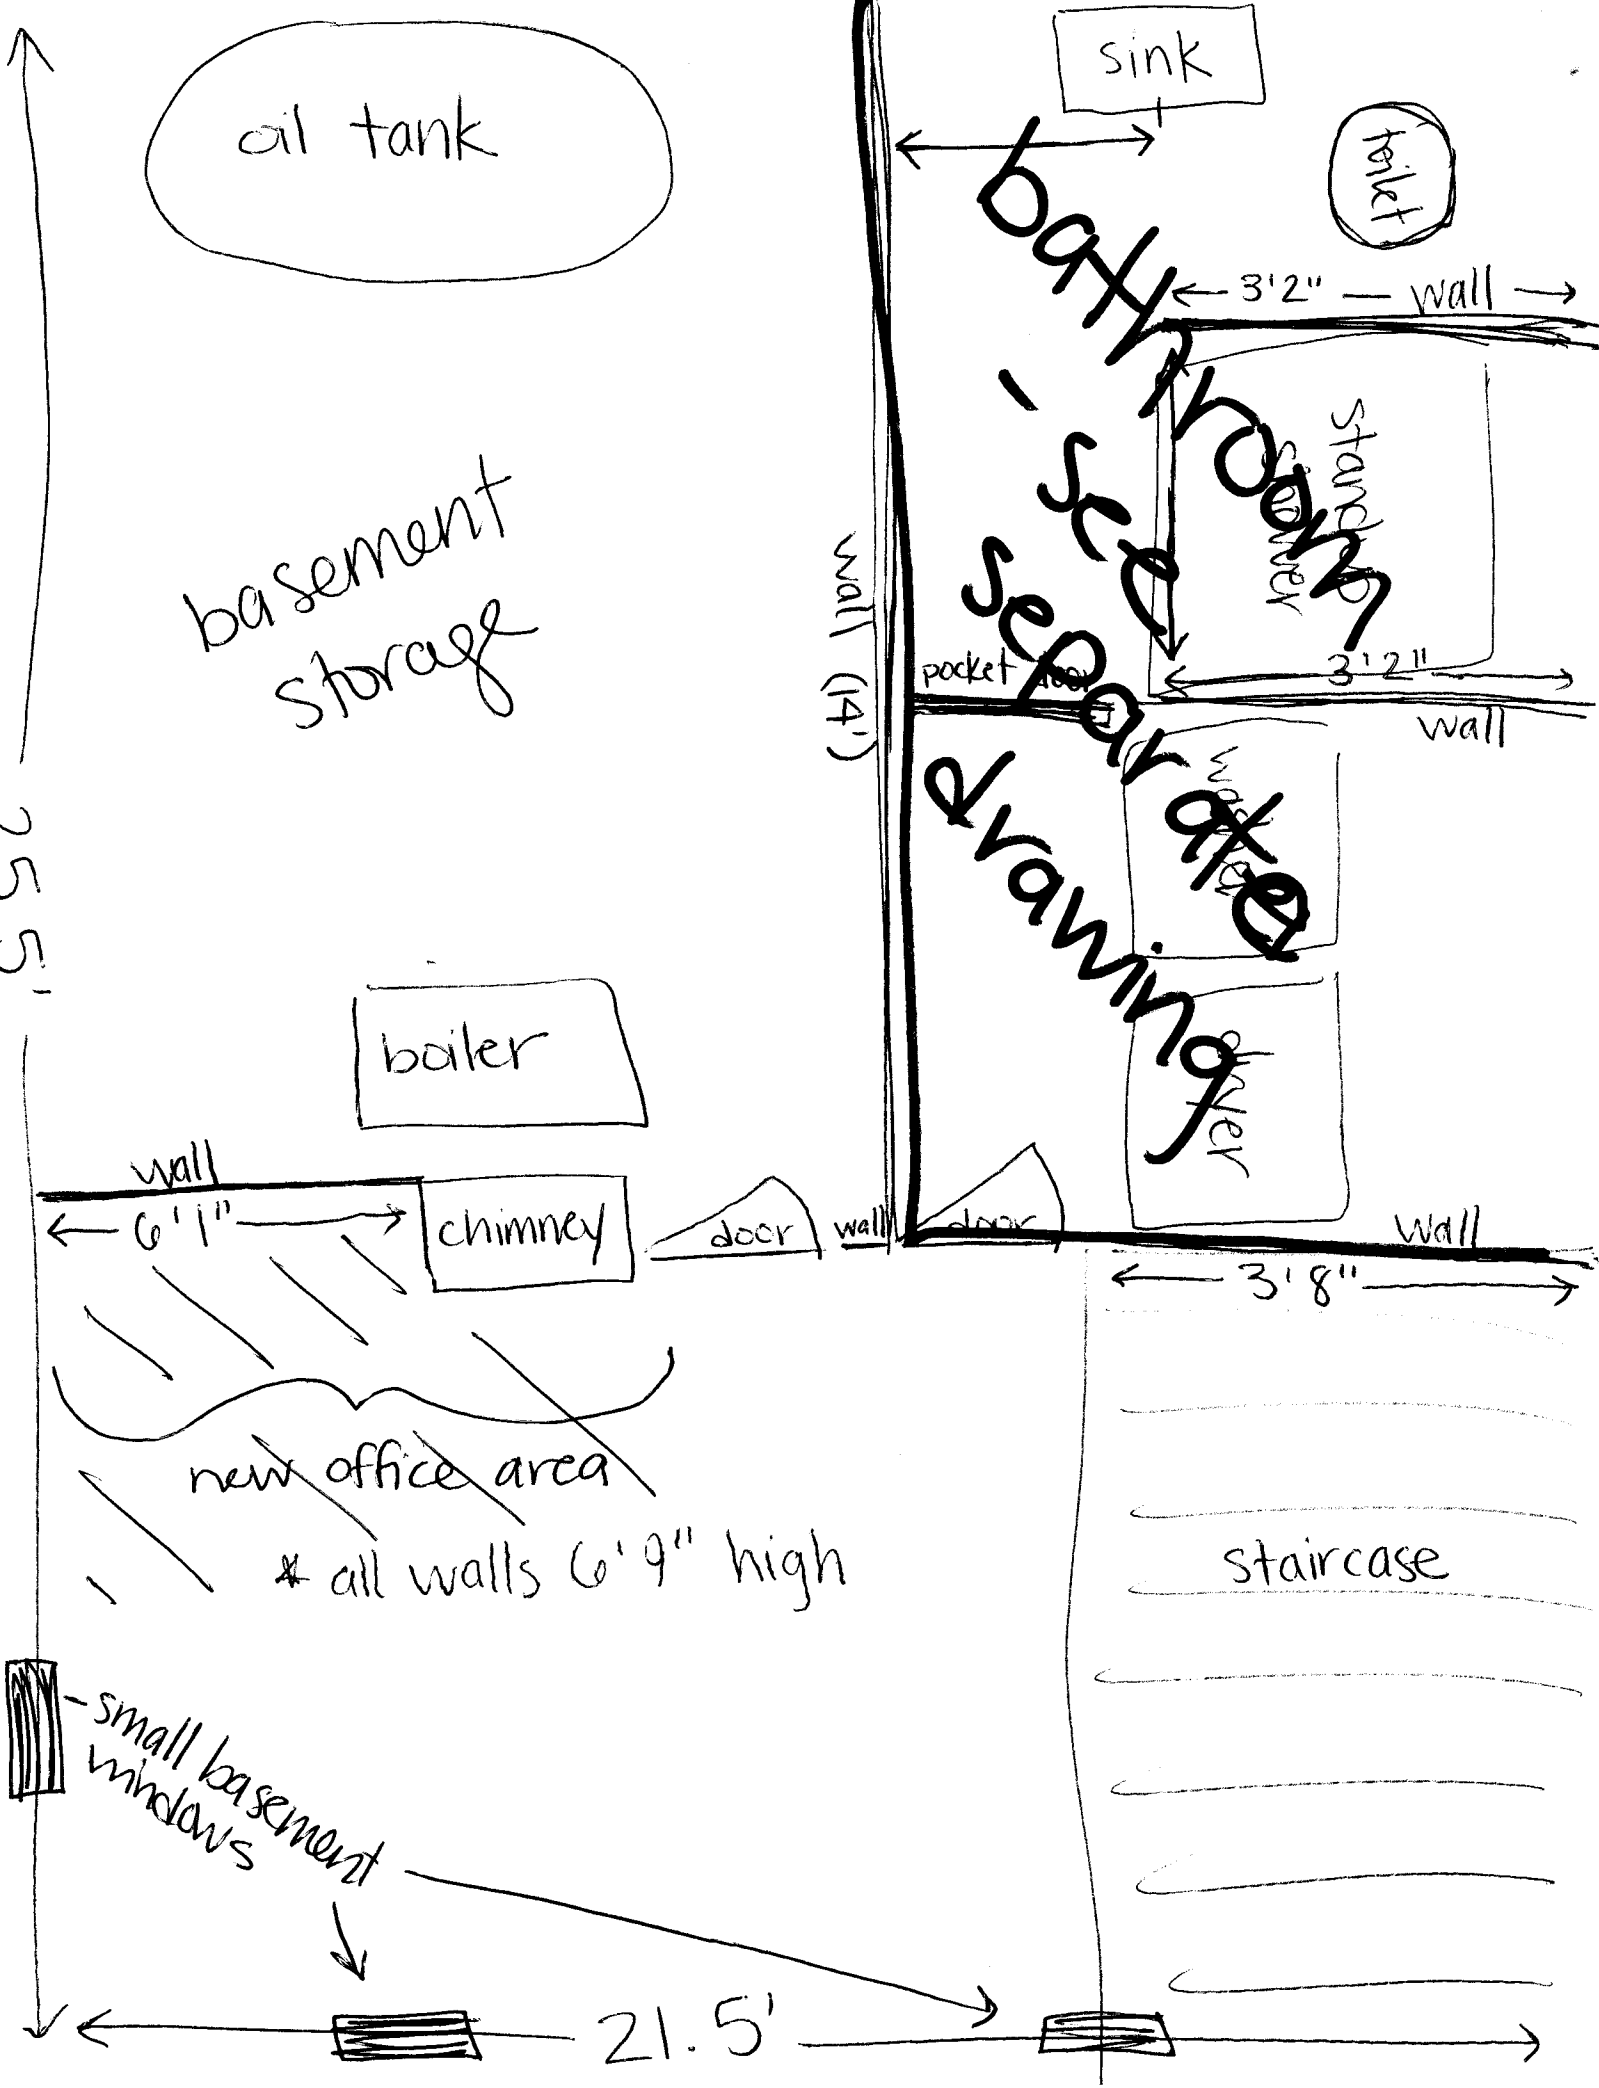 sink
oil tank
toilet
3'2" — wall
bathroom
- see
separate
drawing
standup
shower
basement
storage
wall (14')
pocket door
3'2"
wall
25 5'
boiler
dryer
wall
6'1"
chimney
door
wall
door
wall
3'8"
new office area
* all walls 6'9" high
staircase
small basement
windows
21.5'